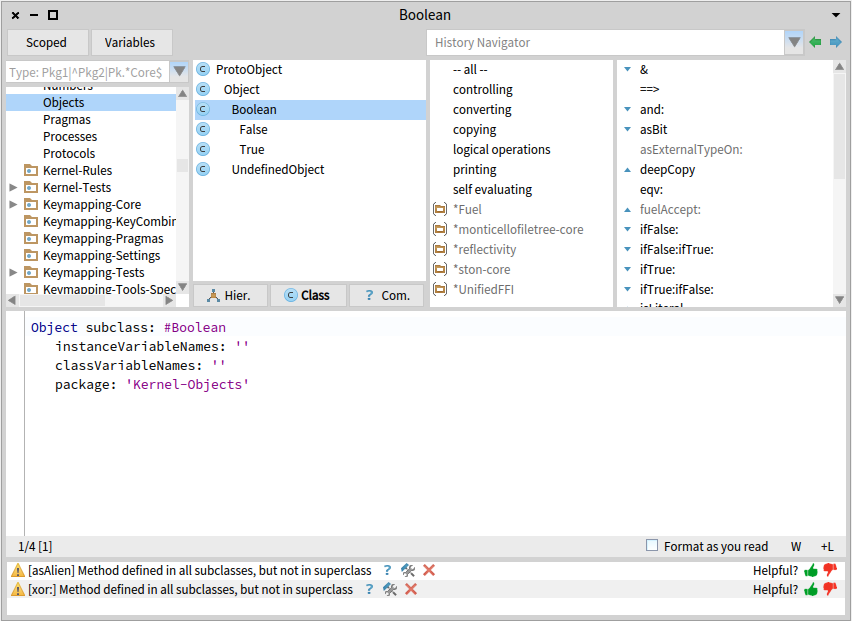 Boolean
Scoped
Variables
History Navigator
Type: Pkg1|^Pkg2|Pk.*Core$
Numbers
Objects
Pragmas
Processes
Protocols
Kernel-Rules
Kernel-Tests
Keymapping-Core
Keymapping-KeyCombin
Keymapping-Pragmas
Keymapping-Settings
Keymapping-Tests
Keymapping-Tools-Spec
ProtoObject
Object
Boolean
False
True
UndefinedObject
Hier.
Class
? Com.
-- all --
controlling
converting
copying
logical operations
printing
self evaluating
*Fuel
*monticellofiletree-core
*reflectivity
*ston-core
*UnifiedFFI
&
==>
and:
asBit
asExternalTypeOn:
deepCopy
eqv:
fuelAccept:
ifFalse:
ifFalse:ifTrue:
ifTrue:
ifTrue:ifFalse:
isLiteral
Object subclass: #Boolean
instanceVariableNames: ''
classVariableNames: ''
package: 'Kernel-Objects'
1/4 [1]
Format as you read
W
+L
[asAlien] Method defined in all subclasses, but not in superclass ?
Helpful?
[xor:] Method defined in all subclasses, but not in superclass ?
Helpful?